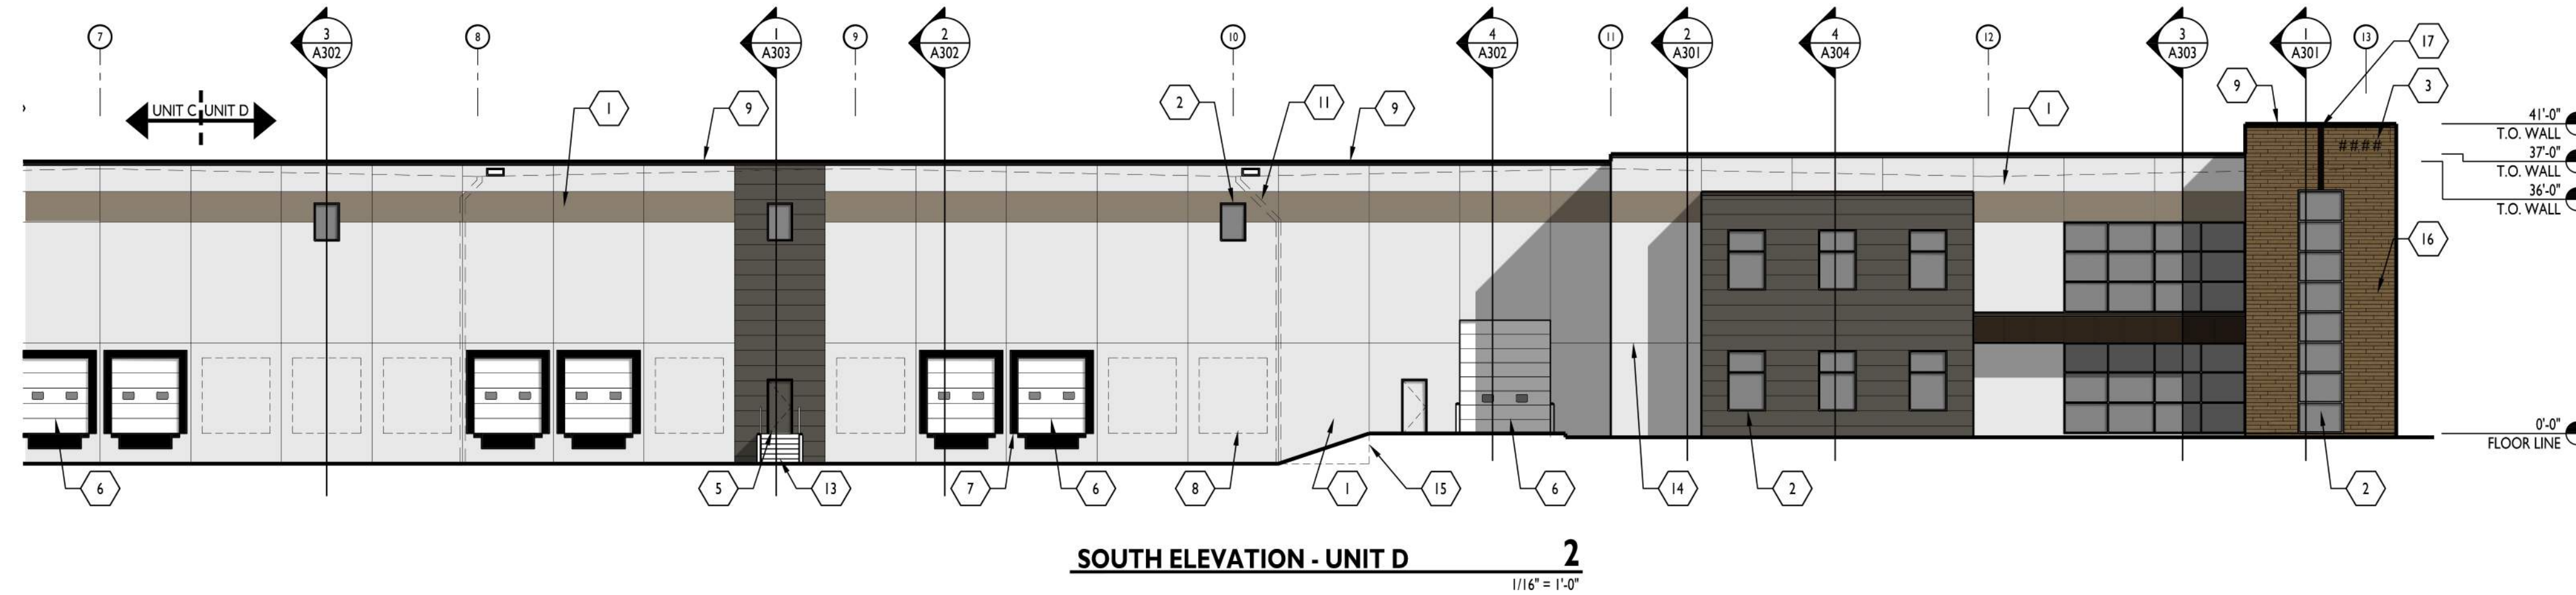 7
3
A302
8
1
A303
9
2
A302
10
4
A302
11
2
A301
4
A304
12
3
A303
1
A301
13
17
UNIT C UNIT D
1
9
2
11
9
1
9
3
41'-0"
T.O. WALL
####
37'-0"
T.O. WALL
36'-0"
T.O. WALL
16
0'-0"
FLOOR LINE
6
5
13
7
6
8
1
15
6
14
2
2
SOUTH ELEVATION - UNIT D
2
1/16" = 1'-0"